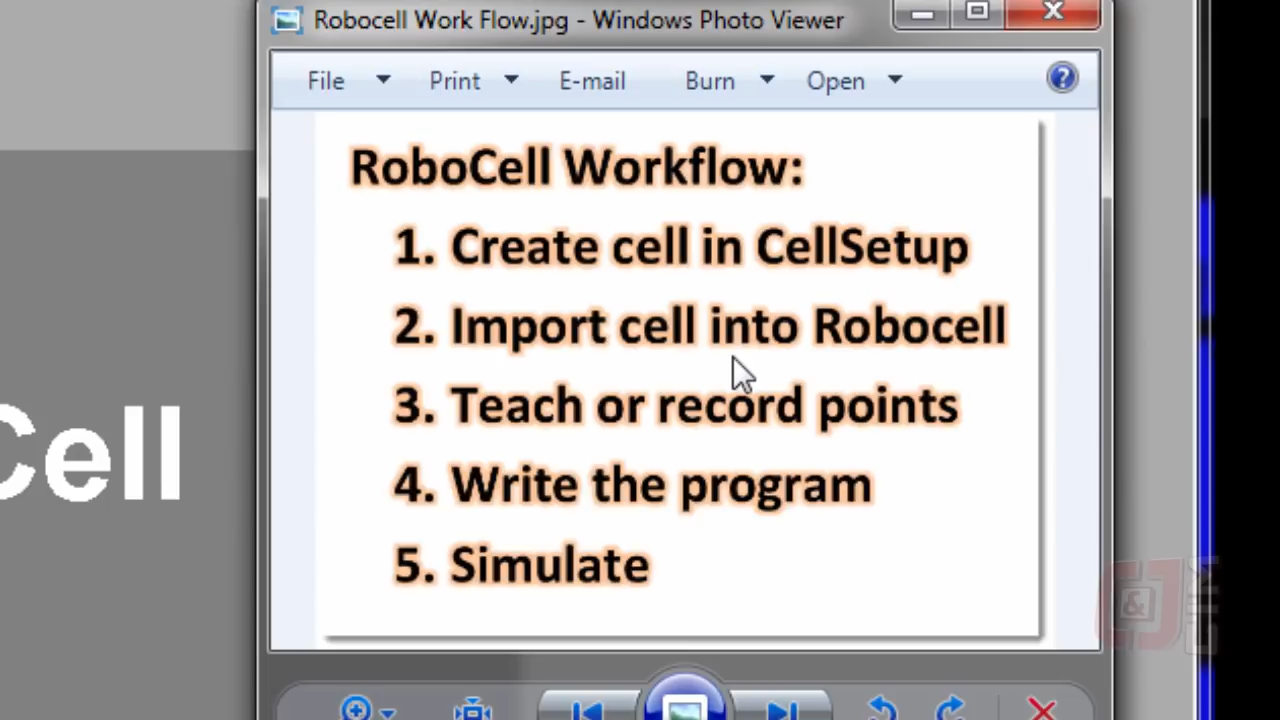 Robocell Work Flow.jpg - Windows Photo Viewer
File Print E-mail Burn Open
RoboCell Workflow:
1. Create cell in CellSetup
2. Import cell into Robocell
3. Teach or record points
4. Write the program
5. Simulate
Cell